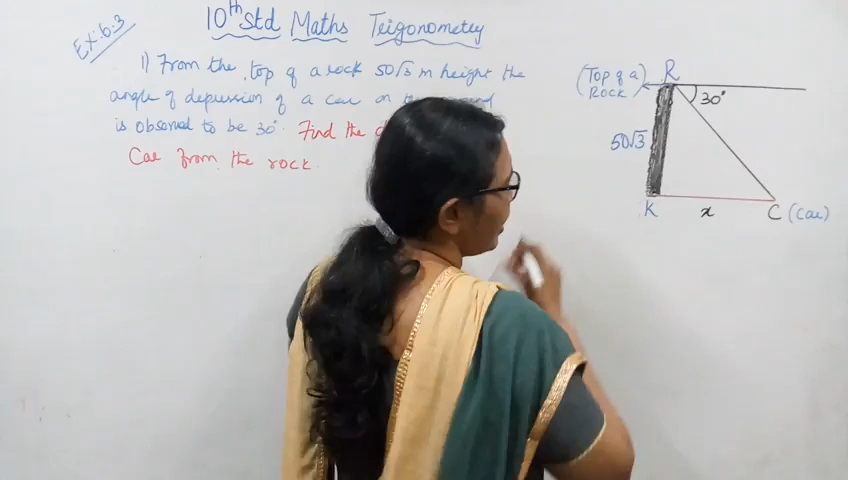 Ex: 6.3
10th Std Maths Trigonometry
1) From the top of a rock 50√3 m height the
angle of depression of a car on
is observed to be 30°. Find the
Car from the rock.
(Top of a
Rock)
R
30°
50√3
K
x
C (Car)